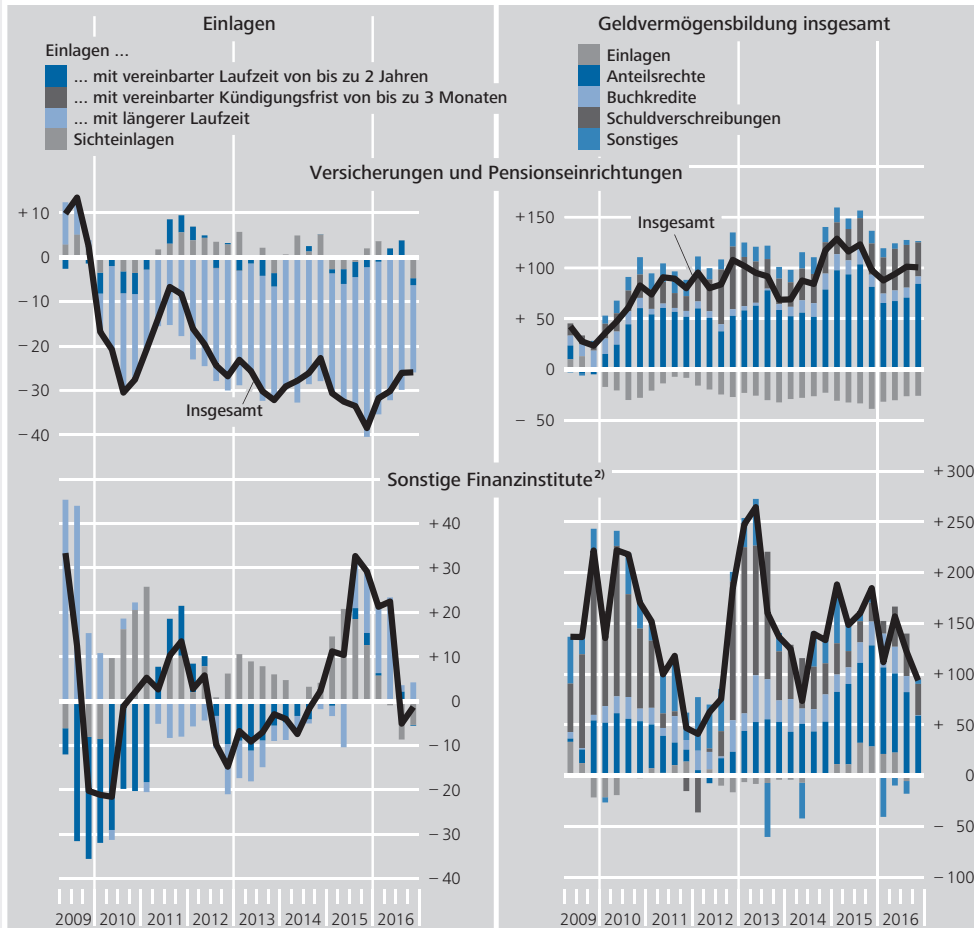 Einlagen
Einlagen ...
... mit vereinbarter Laufzeit von bis zu 2 Jahren
... mit vereinbarter Kündigungsfrist von bis zu 3 Monaten
... mit längerer Laufzeit
Sichteinlagen
Geldvermögensbildung insgesamt
Einlagen
Anteilsrechte
Buchkredite
Schuldverschreibungen
Sonstiges
Versicherungen und Pensionseinrichtungen
+ 10
0
− 10
− 20
− 30
− 40
Insgesamt
+ 150
+ 100
+ 50
0
− 50
Insgesamt
Sonstige Finanzinstitute 2)
+ 40
+ 30
+ 20
+ 10
0
− 10
− 20
− 30
− 40
+ 300
+ 250
+ 200
+ 150
+ 100
+ 50
0
− 50
− 100
2009 2010 2011 2012 2013 2014 2015 2016
2009 2010 2011 2012 2013 2014 2015 2016